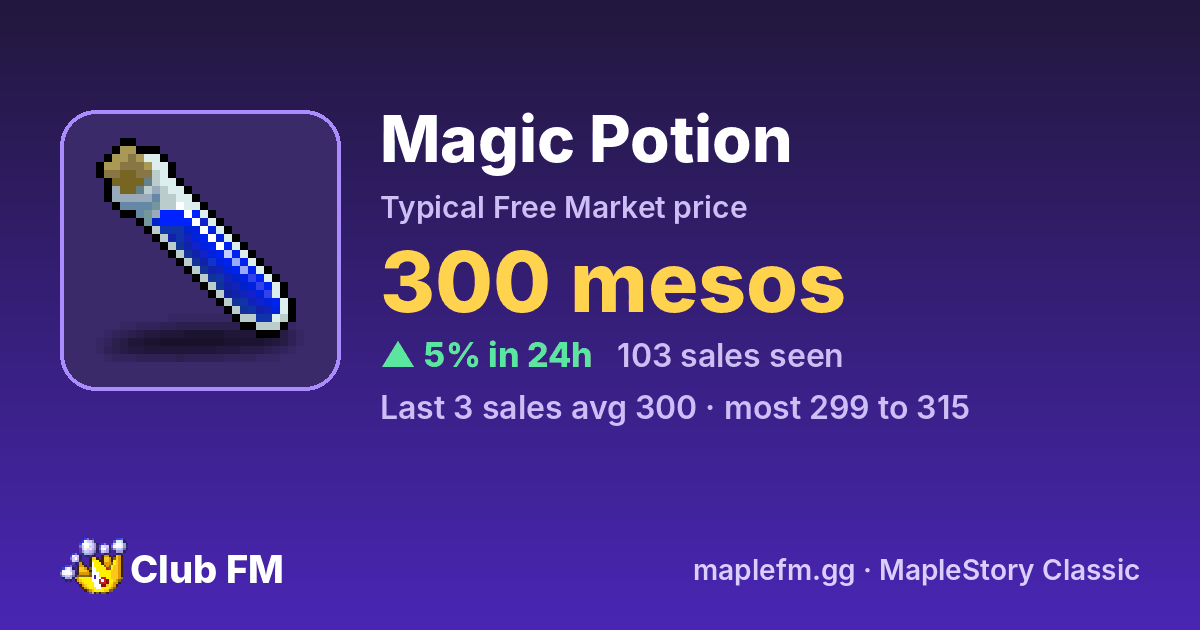 Magic Potion
Typical Free Market price
300 mesos
▲ 5% in 24h 103 sales seen
Last 3 sales avg 300 · most 299 to 315
Club FM
maplefm.gg · MapleStory Classic